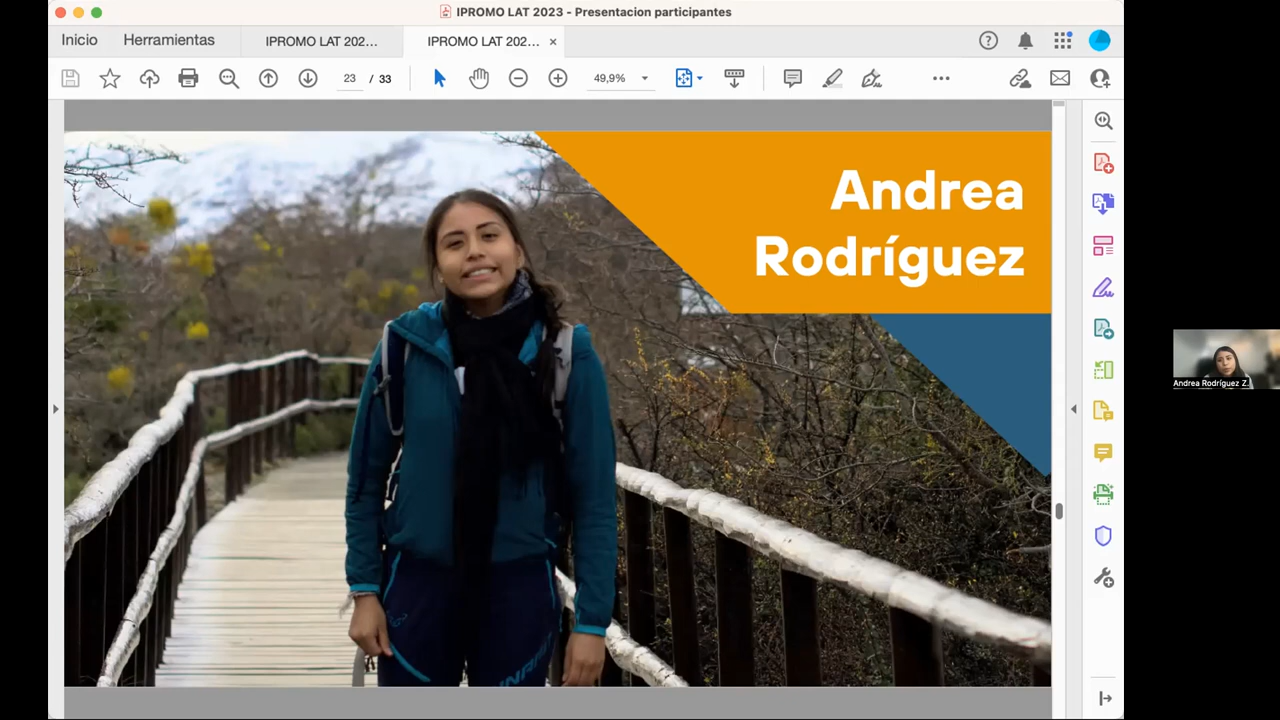 IPROMO LAT 2023 - Presentacion participantes
Inicio
Herramientas
IPROMO LAT 202...
IPROMO LAT 202... ×
23 / 33
49,9%
Andrea
Rodríguez
Andrea Rodríguez Z.